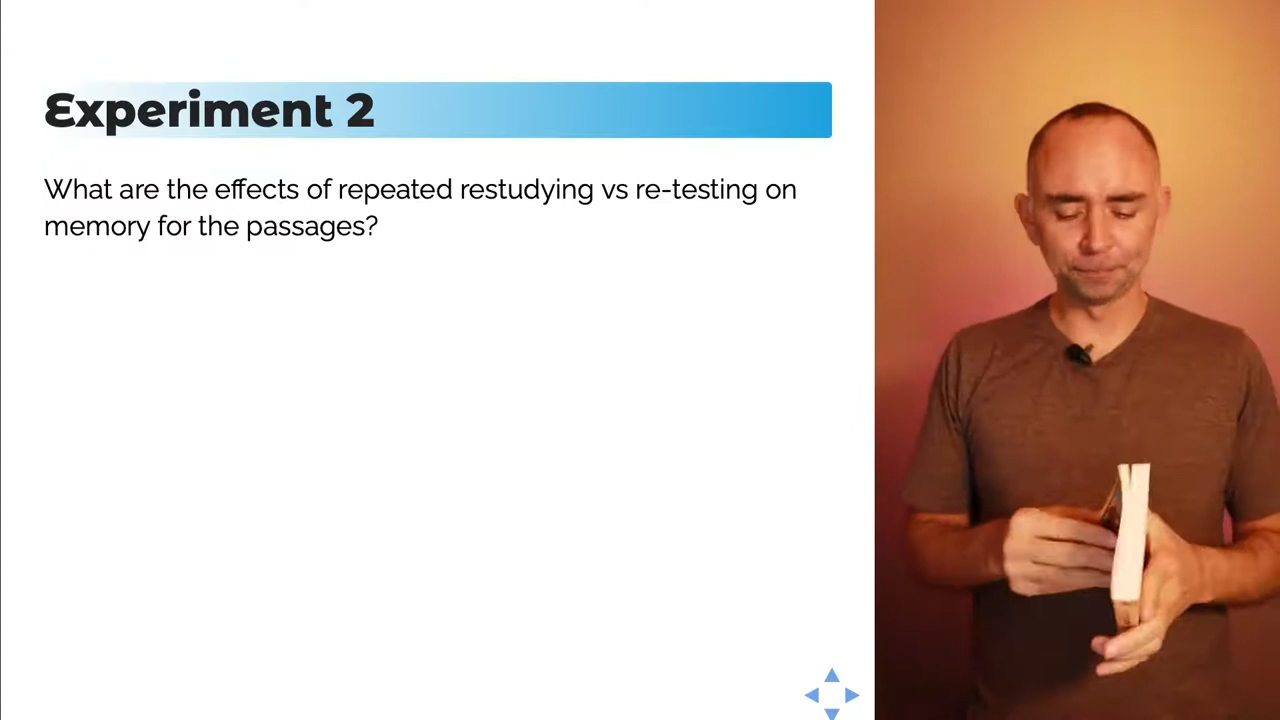 Experiment 2
What are the effects of repeated restudying vs re-testing on
memory for the passages?